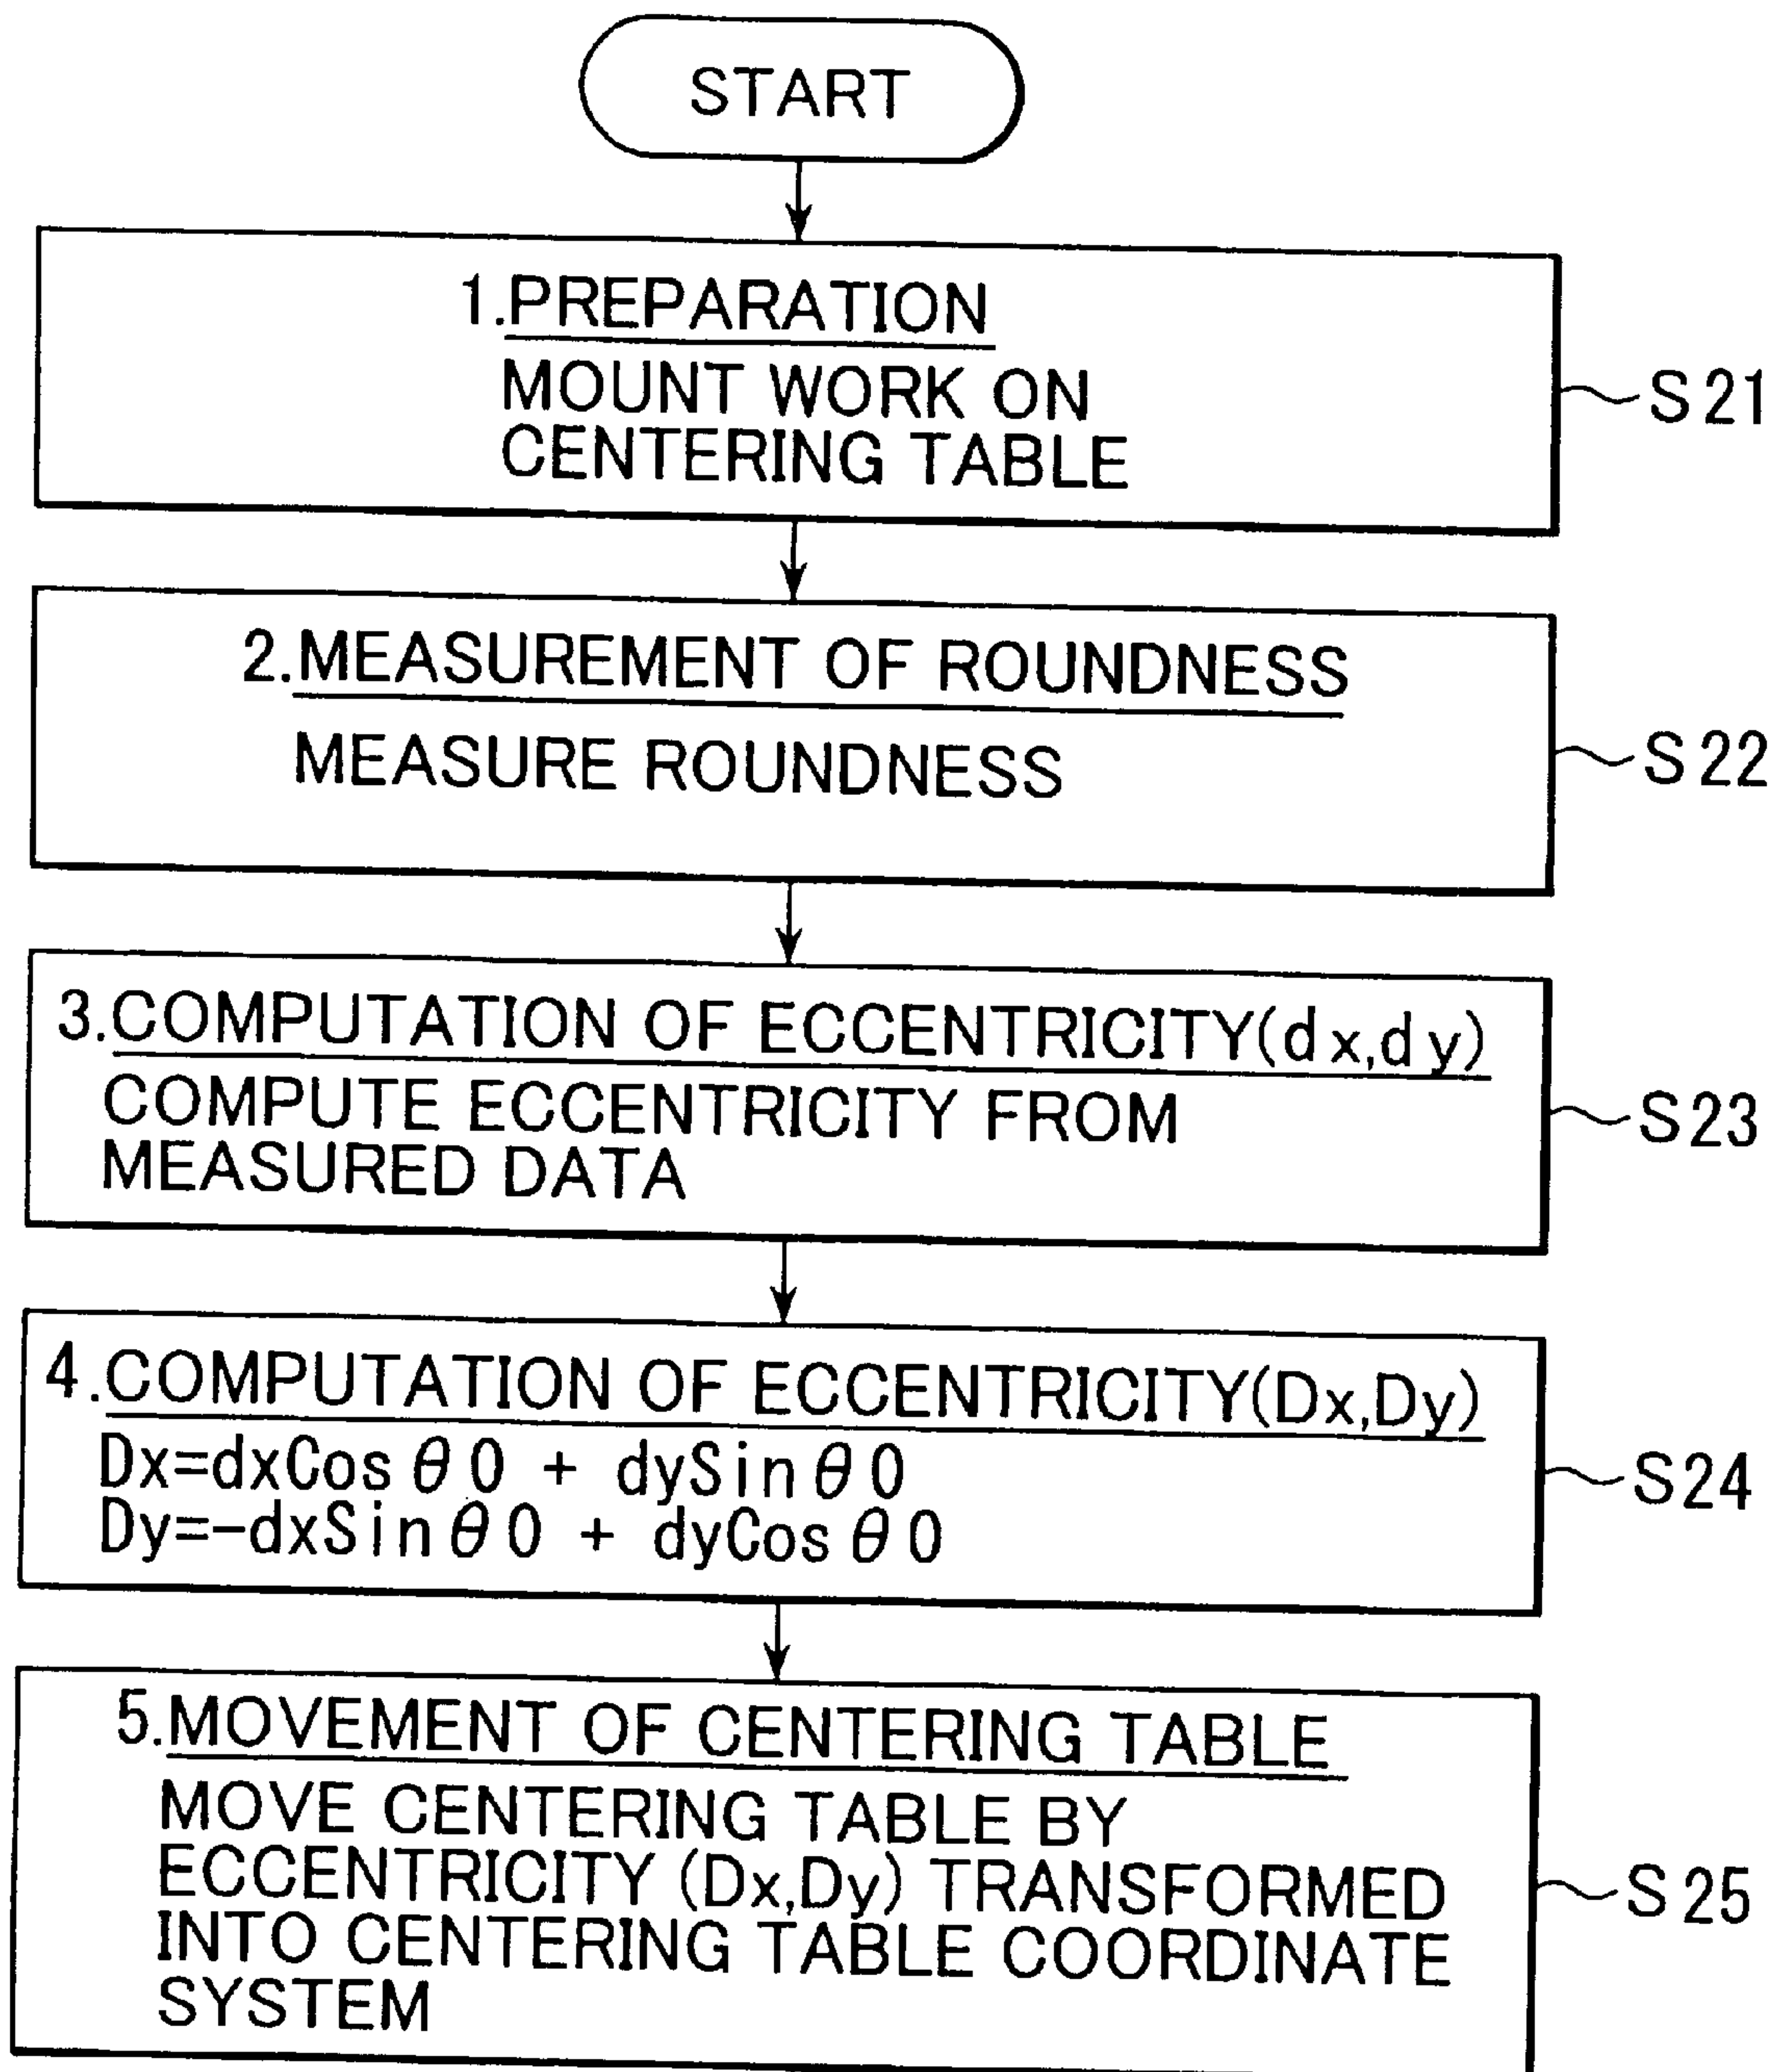 START
1.PREPARATION
MOUNT WORK ON
CENTERING TABLE
S21
2.MEASUREMENT OF ROUNDNESS
MEASURE ROUNDNESS
S22
3.COMPUTATION OF ECCENTRICITY(dx,dy)
COMPUTE ECCENTRICITY FROM
MEASURED DATA
S23
4.COMPUTATION OF ECCENTRICITY(Dx,Dy)
Dx=dxCosθ0 + dySinθ0
Dy=-dxSinθ0 + dyCosθ0
S24
5.MOVEMENT OF CENTERING TABLE
MOVE CENTERING TABLE BY
ECCENTRICITY (Dx,Dy) TRANSFORMED
INTO CENTERING TABLE COORDINATE
SYSTEM
S25